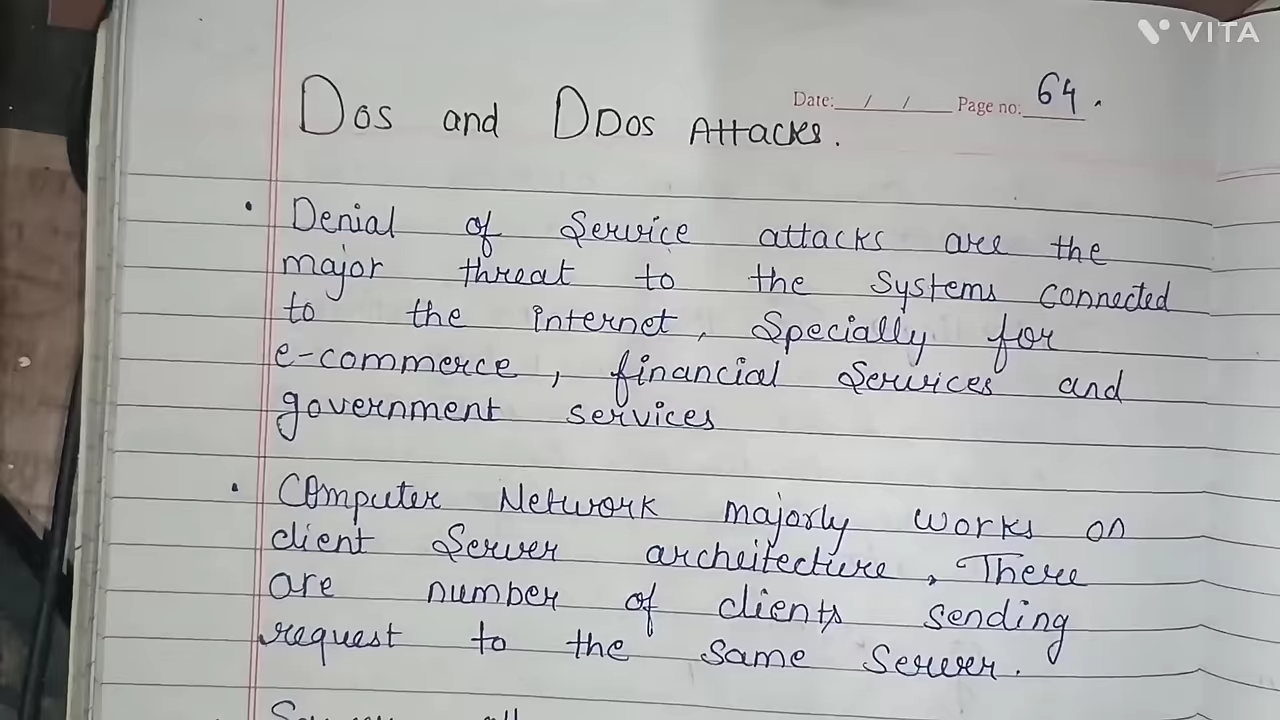 VITA
Date: / / Page no: 64.
Dos and DDos Attacks.
• Denial of Service attacks are the
major threat to the Systems connected
to the internet, Specially for
e-commerce, financial Services and
government services
• Computer Network majorly works on
client Server archeitecture, There
are number of clients sending
request to the same Server.